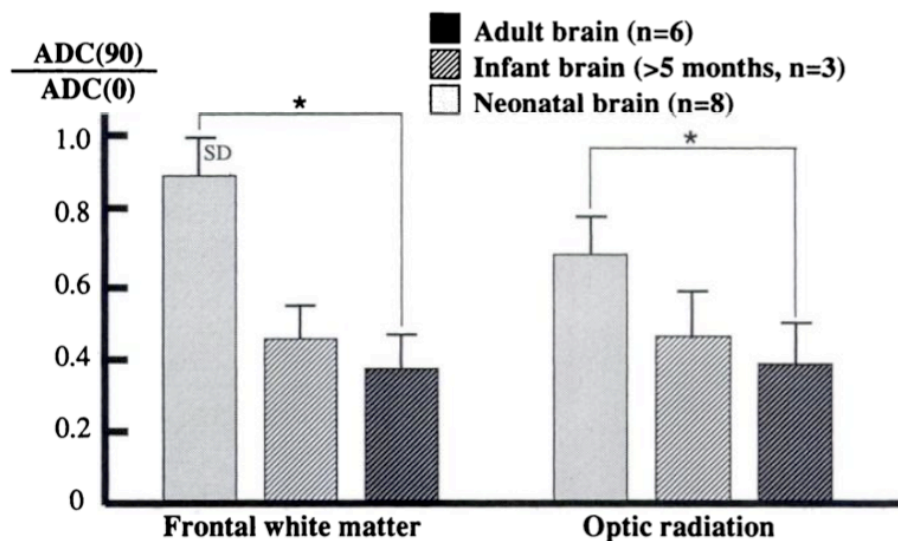 ADC(90)
ADC(0)
Adult brain (n=6)
Infant brain (>5 months, n=3)
Neonatal brain (n=8)
*
*
SD
1.0
0.8
0.6
0.4
0.2
0
Frontal white matter
Optic radiation